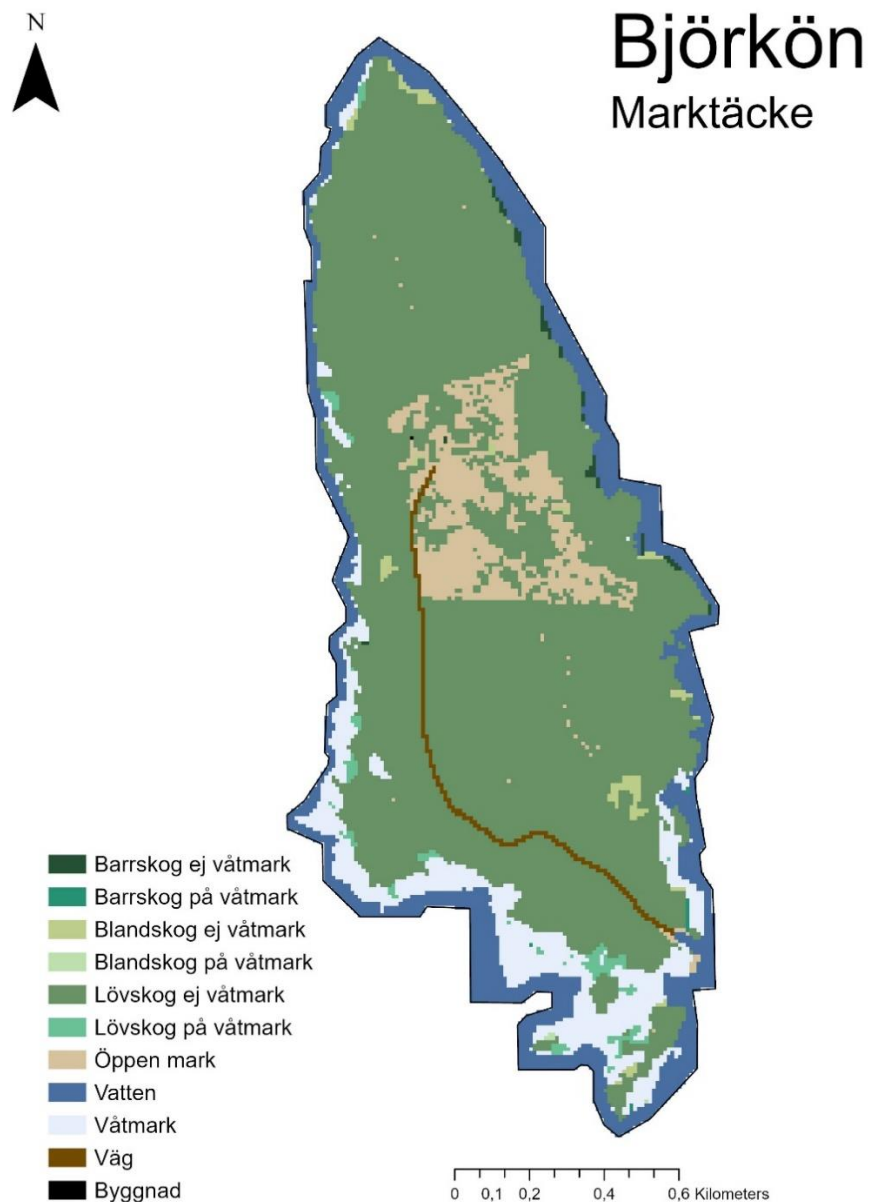 N
Björkön
Marktäcke
Barrskog ej våtmark
Barrskog på våtmark
Blandskog ej våtmark
Blandskog på våtmark
Lövskog ej våtmark
Lövskog på våtmark
Öppen mark
Vatten
Våtmark
Väg
Byggnad
0 0,1 0,2 0,4 0,6 Kilometers